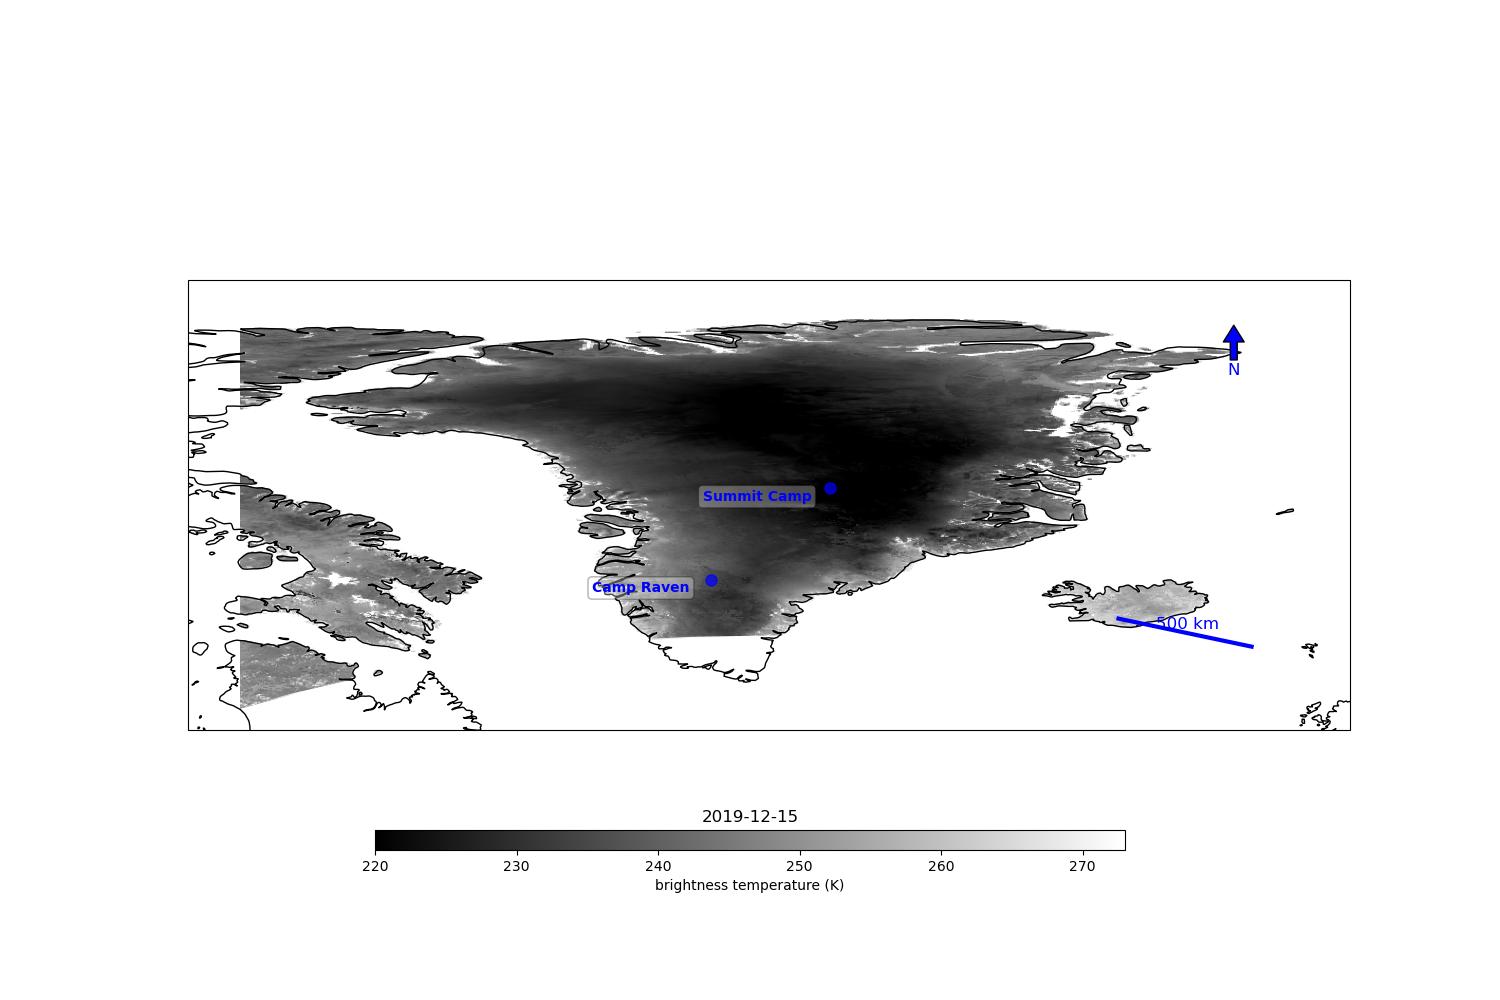 N
Summit Camp
Camp Raven
500 km
2019-12-15
220 230 240 250 260 270
brightness temperature (K)